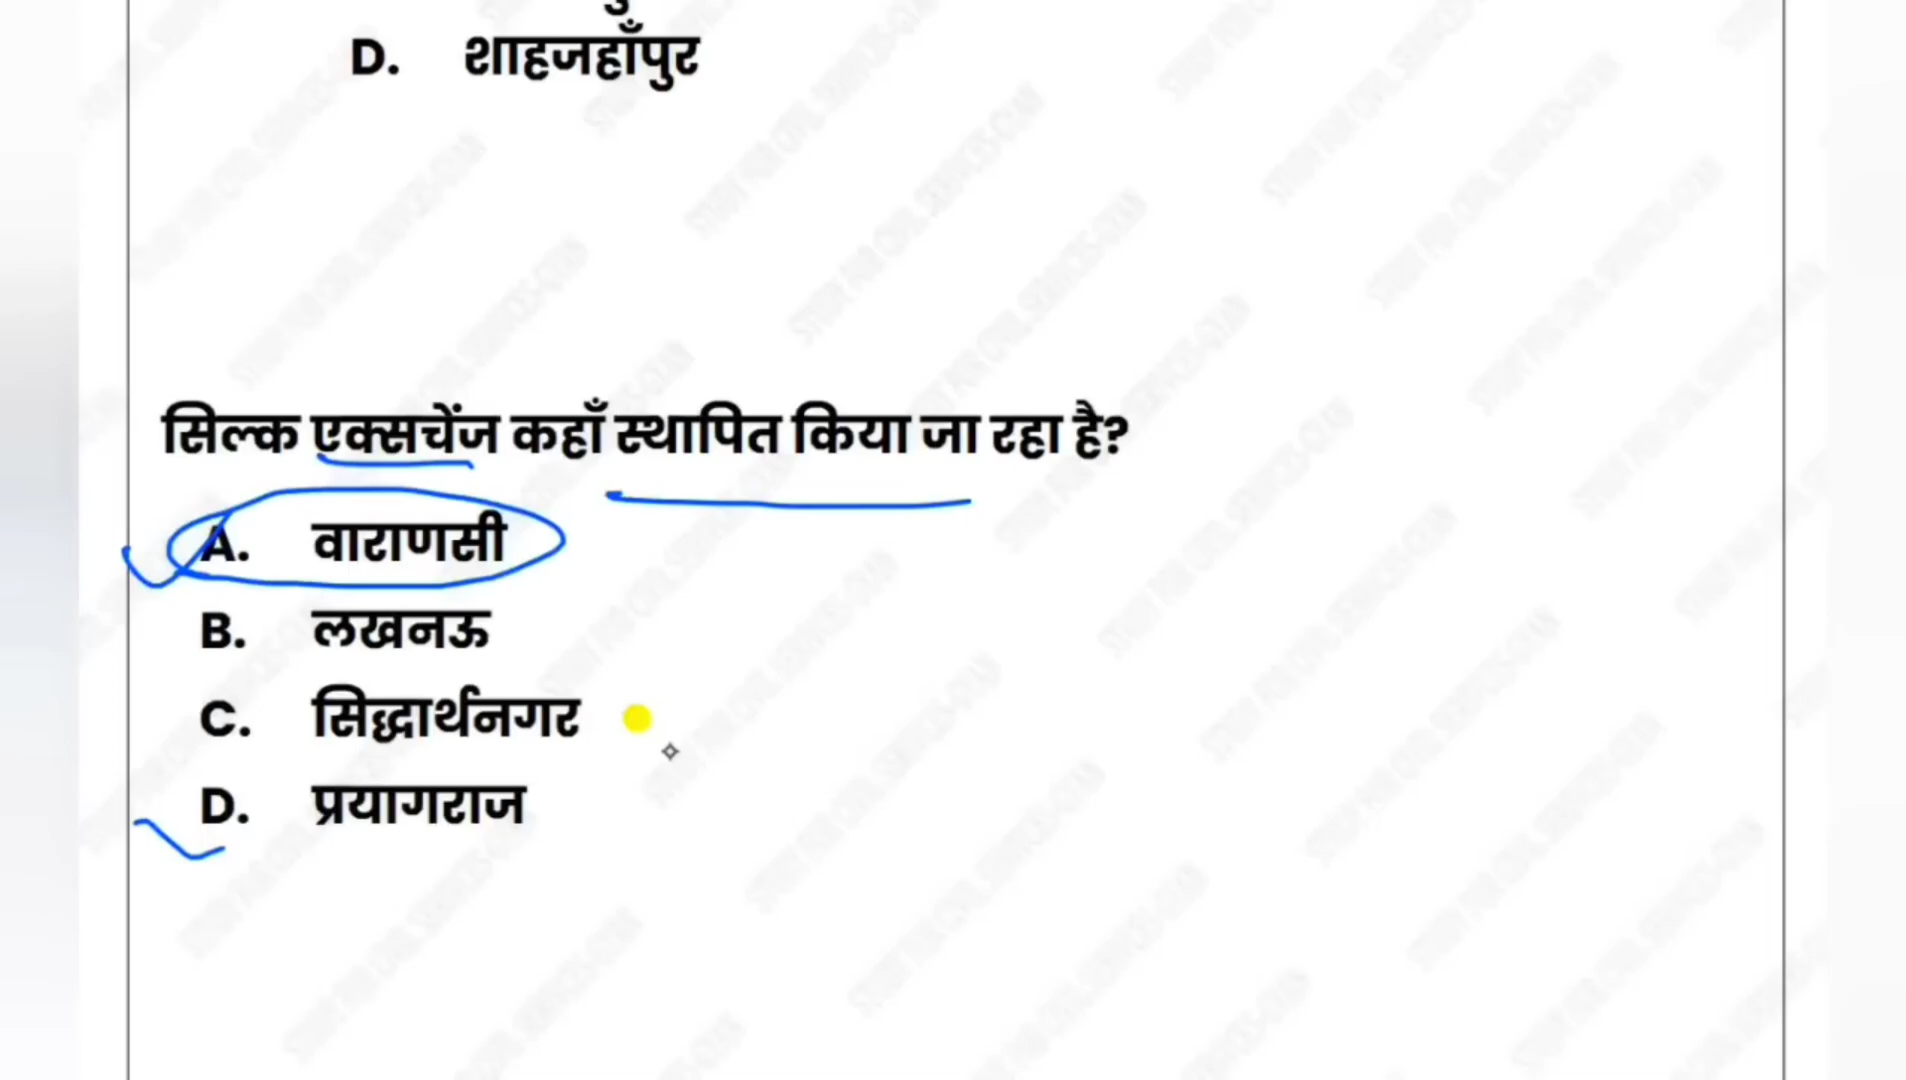 D. शाहजहाँपुर
सिल्क एक्सचेंज कहाँ स्थापित किया जा रहा है?
A. वाराणसी
B. लखनऊ
C. सिद्धार्थनगर
D. प्रयागराज